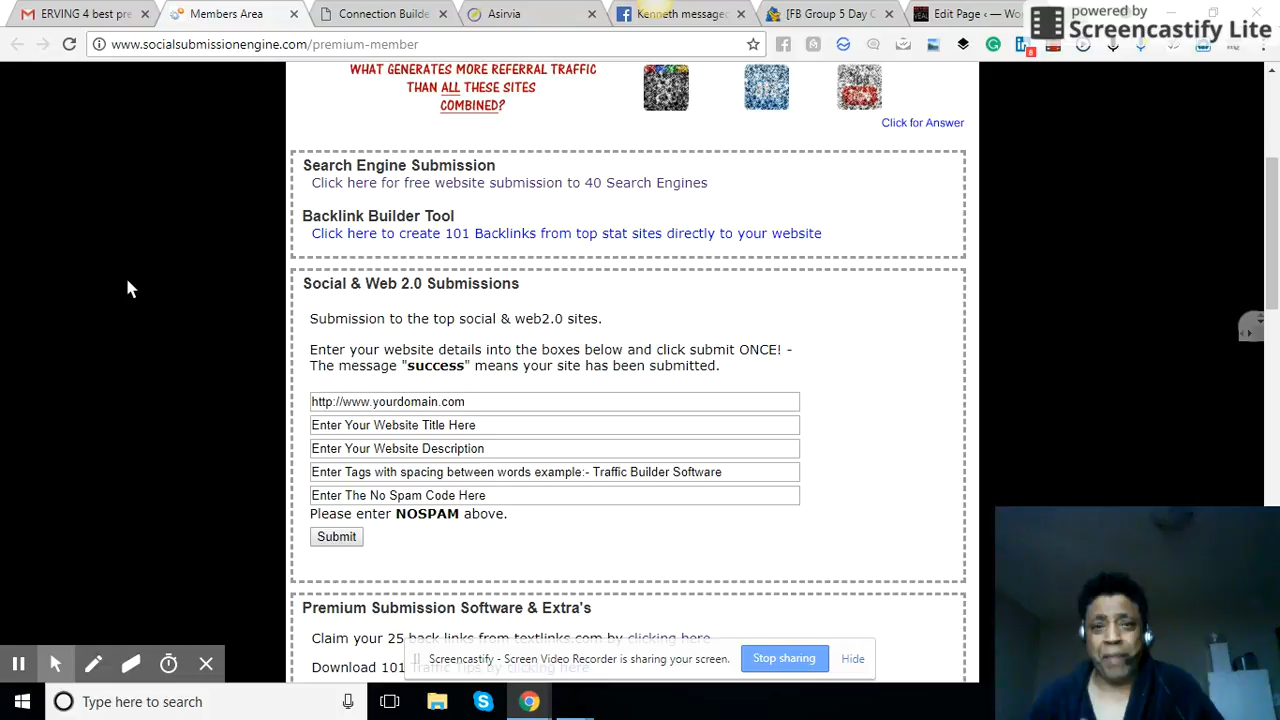 ERVING 4 best pre
Members Area
Connection Builde
Asirvia
Kenneth message
[FB Group 5 Day C
Edit Page ‹ — Wo
powered by
Screencastify Lite
www.socialsubmissionengine.com/
WHAT GENERATES MORE REFERRAL TRAFFIC
THAN ALL THESE SITES
COMBINED?
Click for Answer
Search Engine Submission
Click here for free website submission to 40 Search Engines
Backlink Builder Tool
Click here to create 101 Backlinks from top stat sites directly to your website
Social & Web 2.0 Submissions
Submission to the top social & web2.0 sites.
Enter your website details into the boxes below and click submit ONCE! -
The message "success" means your site has been submitted.
http://www.yourdomain.com
Enter Your Website Title Here
Enter Your Website Description
Enter Tags with spacing between words example:- Traffic Builder Software
Enter The No Spam Code Here
Please enter NOSPAM above.
Submit
Premium Submission Software & Extra's
Claim your 25 back links from textlinks.com by clicking here
Download 101 Traffic Tips by clicking here
Screencastify - Screen Video Recorder is sharing your screen.
Stop sharing
Hide
Type here to search